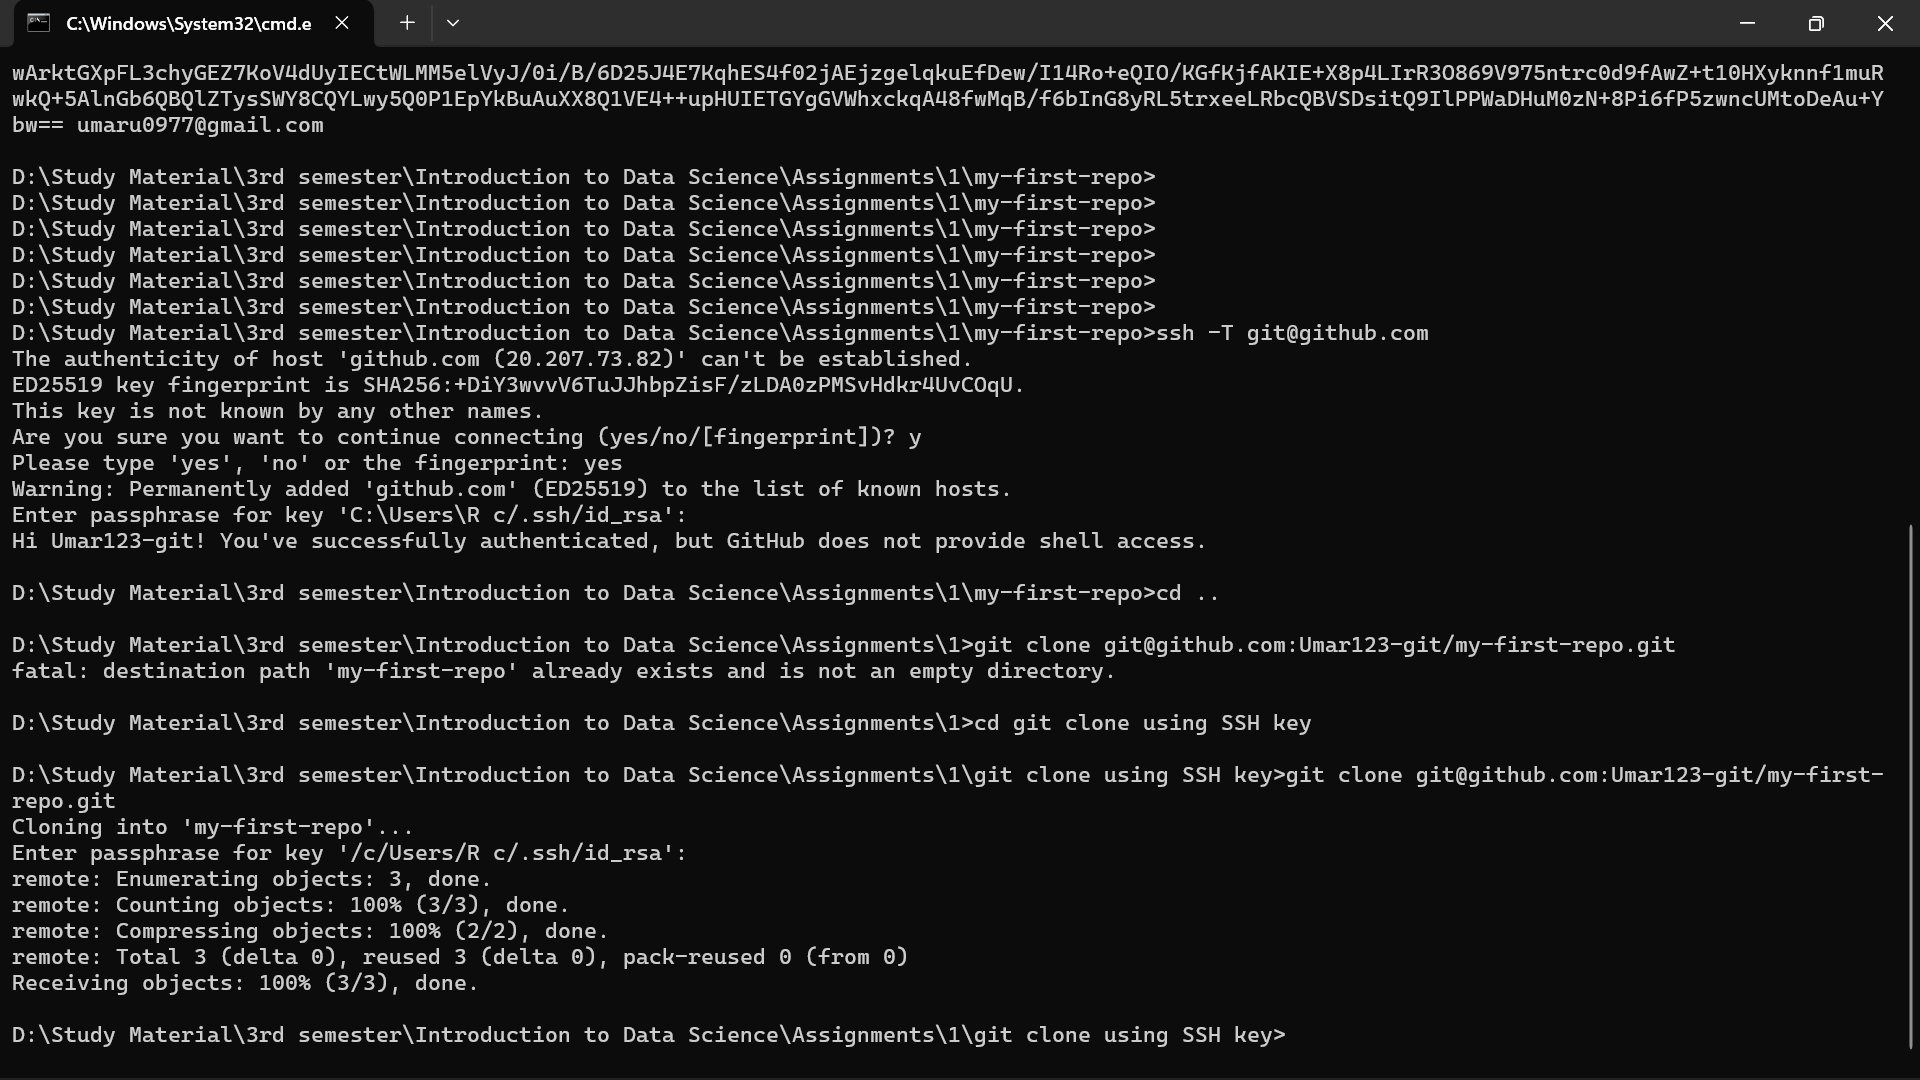 C:\Windows\System32\cmd.e
wArktGXpFL3chyGEZ7KoV4dUyIECtWLMM5elVyJ/0i/B/6D25J4E7KqhES4f02jAEjzgelqkuEfDew/I14Ro+eQIO/KGfKjfAKIE+X8p4LIrR3O869V975ntrc0d9fAwZ+t10HXyknnf1muR
wkQ+5AlnGb6QBQlZTysSWY8CQYLwy5Q0P1EpYkBuAuXX8Q1VE4++upHUIETGYgGVWhxckqA48fwMqB/f6bInG8yRL5trxeeLRbcQBVSDsitQ9IlPPWaDHuM0zN+8Pi6fP5zwncUMtoDeAu+Y
bw== umaru0977@gmail.com
D:\Study Material\3rd semester\Introduction to Data Science\Assignments\1\my-first-repo>
D:\Study Material\3rd semester\Introduction to Data Science\Assignments\1\my-first-repo>
D:\Study Material\3rd semester\Introduction to Data Science\Assignments\1\my-first-repo>
D:\Study Material\3rd semester\Introduction to Data Science\Assignments\1\my-first-repo>
D:\Study Material\3rd semester\Introduction to Data Science\Assignments\1\my-first-repo>
D:\Study Material\3rd semester\Introduction to Data Science\Assignments\1\my-first-repo>
D:\Study Material\3rd semester\Introduction to Data Science\Assignments\1\my-first-repo>ssh -T git@github.com
The authenticity of host 'github.com (20.207.73.82)' can't be established.
ED25519 key fingerprint is SHA256:+DiY3wvvV6TuJJhbpZisF/zLDA0zPMSvHdkr4UvCOqU.
This key is not known by any other names.
Are you sure you want to continue connecting (yes/no/[fingerprint])? y
Please type 'yes', 'no' or the fingerprint: yes
Warning: Permanently added 'github.com' (ED25519) to the list of known hosts.
Enter passphrase for key 'C:\Users\R c/.ssh/id_rsa':
Hi Umar123-git! You've successfully authenticated, but GitHub does not provide shell access.
D:\Study Material\3rd semester\Introduction to Data Science\Assignments\1\my-first-repo>cd ..
D:\Study Material\3rd semester\Introduction to Data Science\Assignments\1>git clone git@github.com:Umar123-git/my-first-repo.git
fatal: destination path 'my-first-repo' already exists and is not an empty directory.
D:\Study Material\3rd semester\Introduction to Data Science\Assignments\1>cd git clone using SSH key
D:\Study Material\3rd semester\Introduction to Data Science\Assignments\1\git clone using SSH key>git clone git@github.com:Umar123-git/my-first-
repo.git
Cloning into 'my-first-repo'...
Enter passphrase for key '/c/Users/R c/.ssh/id_rsa':
remote: Enumerating objects: 3, done.
remote: Counting objects: 100% (3/3), done.
remote: Compressing objects: 100% (2/2), done.
remote: Total 3 (delta 0), reused 3 (delta 0), pack-reused 0 (from 0)
Receiving objects: 100% (3/3), done.
D:\Study Material\3rd semester\Introduction to Data Science\Assignments\1\git clone using SSH key>